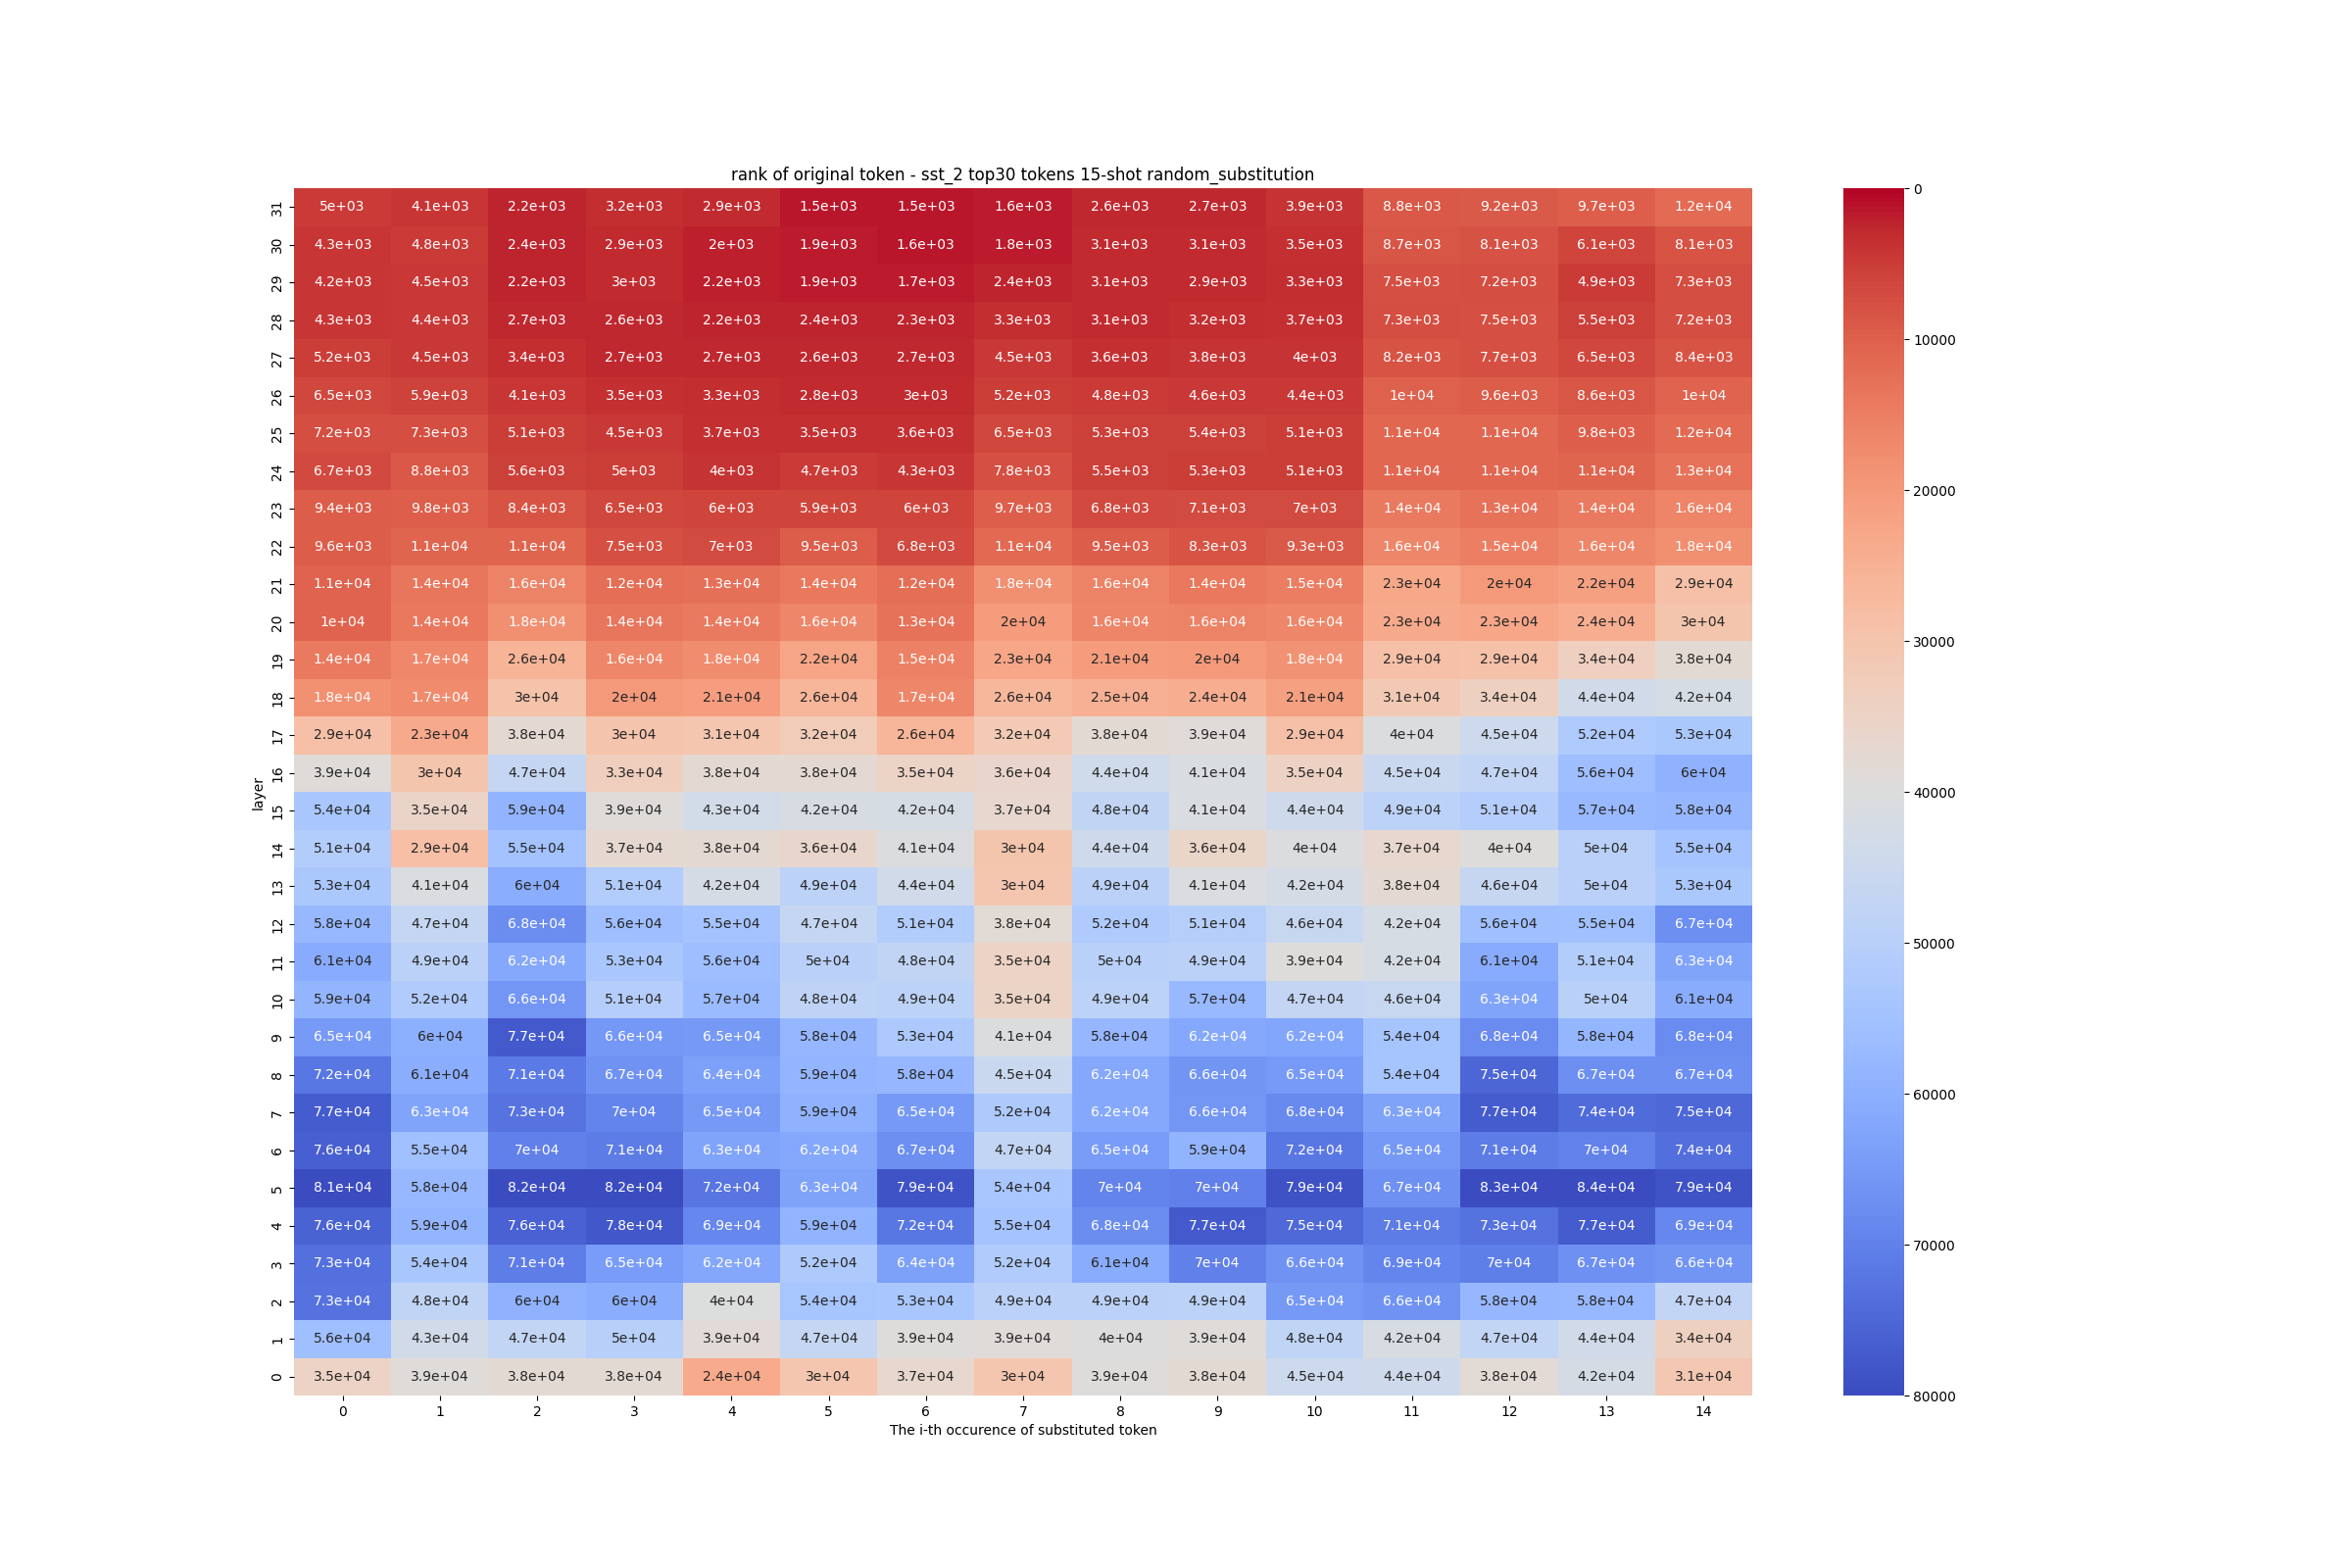 rank of original token - sst_2 top30 tokens 15-shot random_substitution
31 5e+03 4.1e+03 2.2e+03 3.2e+03 2.9e+03 1.5e+03 1.5e+03 1.6e+03 2.6e+03 2.7e+03 3.9e+03 8.8e+03 9.2e+03 9.7e+03 1.2e+04
30 4.3e+03 4.8e+03 2.4e+03 2.9e+03 2e+03 1.9e+03 1.6e+03 1.8e+03 3.1e+03 3.1e+03 3.5e+03 8.7e+03 8.1e+03 6.1e+03 8.1e+03
29 4.2e+03 4.5e+03 2.2e+03 3e+03 2.2e+03 1.9e+03 1.7e+03 2.4e+03 3.1e+03 2.9e+03 3.3e+03 7.5e+03 7.2e+03 4.9e+03 7.3e+03
28 4.3e+03 4.4e+03 2.7e+03 2.6e+03 2.2e+03 2.4e+03 2.3e+03 3.3e+03 3.1e+03 3.2e+03 3.7e+03 7.3e+03 7.5e+03 5.5e+03 7.2e+03
27 5.2e+03 4.5e+03 3.4e+03 2.7e+03 2.7e+03 2.6e+03 2.7e+03 4.5e+03 3.6e+03 3.8e+03 4e+03 8.2e+03 7.7e+03 6.5e+03 8.4e+03
26 6.5e+03 5.9e+03 4.1e+03 3.5e+03 3.3e+03 2.8e+03 3e+03 5.2e+03 4.8e+03 4.6e+03 4.4e+03 1e+04 9.6e+03 8.6e+03 1e+04
25 7.2e+03 7.3e+03 5.1e+03 4.5e+03 3.7e+03 3.5e+03 3.6e+03 6.5e+03 5.3e+03 5.4e+03 5.1e+03 1.1e+04 1.1e+04 9.8e+03 1.2e+04
24 6.7e+03 8.8e+03 5.6e+03 5e+03 4e+03 4.7e+03 4.3e+03 7.8e+03 5.5e+03 5.3e+03 5.1e+03 1.1e+04 1.1e+04 1.1e+04 1.3e+04
23 9.4e+03 9.8e+03 8.4e+03 6.5e+03 6e+03 5.9e+03 6e+03 9.7e+03 6.8e+03 7.1e+03 7e+03 1.4e+04 1.3e+04 1.4e+04 1.6e+04
22 9.6e+03 1.1e+04 1.1e+04 7.5e+03 7e+03 9.5e+03 6.8e+03 1.1e+04 9.5e+03 8.3e+03 9.3e+03 1.6e+04 1.5e+04 1.6e+04 1.8e+04
21 1.1e+04 1.4e+04 1.6e+04 1.2e+04 1.3e+04 1.4e+04 1.2e+04 1.8e+04 1.6e+04 1.4e+04 1.5e+04 2.3e+04 2e+04 2.2e+04 2.9e+04
20 1e+04 1.4e+04 1.8e+04 1.4e+04 1.4e+04 1.6e+04 1.3e+04 2e+04 1.6e+04 1.6e+04 1.6e+04 2.3e+04 2.3e+04 2.4e+04 3e+04
19 1.4e+04 1.7e+04 2.6e+04 1.6e+04 1.8e+04 2.2e+04 1.5e+04 2.3e+04 2.1e+04 2e+04 1.8e+04 2.9e+04 2.9e+04 3.4e+04 3.8e+04
18 1.8e+04 1.7e+04 3e+04 2e+04 2.1e+04 2.6e+04 1.7e+04 2.6e+04 2.5e+04 2.4e+04 2.1e+04 3.1e+04 3.4e+04 4.4e+04 4.2e+04
17 2.9e+04 2.3e+04 3.8e+04 3e+04 3.1e+04 3.2e+04 2.6e+04 3.2e+04 3.8e+04 3.9e+04 2.9e+04 4e+04 4.5e+04 5.2e+04 5.3e+04
16 3.9e+04 3e+04 4.7e+04 3.3e+04 3.8e+04 3.8e+04 3.5e+04 3.6e+04 4.4e+04 4.1e+04 3.5e+04 4.5e+04 4.7e+04 5.6e+04 6e+04
15 5.4e+04 3.5e+04 5.9e+04 3.9e+04 4.3e+04 4.2e+04 4.2e+04 3.7e+04 4.8e+04 4.1e+04 4.4e+04 4.9e+04 5.1e+04 5.7e+04 5.8e+04
14 5.1e+04 2.9e+04 5.5e+04 3.7e+04 3.8e+04 3.6e+04 4.1e+04 3e+04 4.4e+04 3.6e+04 4e+04 3.7e+04 4e+04 5e+04 5.5e+04
13 5.3e+04 4.1e+04 6e+04 5.1e+04 4.2e+04 4.9e+04 4.4e+04 3e+04 4.9e+04 4.1e+04 4.2e+04 3.8e+04 4.6e+04 5e+04 5.3e+04
12 5.8e+04 4.7e+04 6.8e+04 5.6e+04 5.5e+04 4.7e+04 5.1e+04 3.8e+04 5.2e+04 5.1e+04 4.6e+04 4.2e+04 5.6e+04 5.5e+04 6.7e+04
11 6.1e+04 4.9e+04 6.2e+04 5.3e+04 5.6e+04 5e+04 4.8e+04 3.5e+04 5e+04 4.9e+04 3.9e+04 4.2e+04 6.1e+04 5.1e+04 6.3e+04
10 5.9e+04 5.2e+04 6.6e+04 5.1e+04 5.7e+04 4.8e+04 4.9e+04 3.5e+04 4.9e+04 5.7e+04 4.7e+04 4.6e+04 6.3e+04 5e+04 6.1e+04
9 6.5e+04 6e+04 7.7e+04 6.6e+04 6.5e+04 5.8e+04 5.3e+04 4.1e+04 5.8e+04 6.2e+04 6.2e+04 5.4e+04 6.8e+04 5.8e+04 6.8e+04
8 7.2e+04 6.1e+04 7.1e+04 6.7e+04 6.4e+04 5.9e+04 5.8e+04 4.5e+04 6.2e+04 6.6e+04 6.5e+04 5.4e+04 7.5e+04 6.7e+04 6.7e+04
7 7.7e+04 6.3e+04 7.3e+04 7e+04 6.5e+04 5.9e+04 6.5e+04 5.2e+04 6.2e+04 6.6e+04 6.8e+04 6.3e+04 7.7e+04 7.4e+04 7.5e+04
6 7.6e+04 5.5e+04 7e+04 7.1e+04 6.3e+04 6.2e+04 6.7e+04 4.7e+04 6.5e+04 5.9e+04 7.2e+04 6.5e+04 7.1e+04 7e+04 7.4e+04
5 8.1e+04 5.8e+04 8.2e+04 8.2e+04 7.2e+04 6.3e+04 7.9e+04 5.4e+04 7e+04 7e+04 7.9e+04 6.7e+04 8.3e+04 8.4e+04 7.9e+04
4 7.6e+04 5.9e+04 7.6e+04 7.8e+04 6.9e+04 5.9e+04 7.2e+04 5.5e+04 6.8e+04 7.7e+04 7.5e+04 7.1e+04 7.3e+04 7.7e+04 6.9e+04
3 7.3e+04 5.4e+04 7.1e+04 6.5e+04 6.2e+04 5.2e+04 6.4e+04 5.2e+04 6.1e+04 7e+04 6.6e+04 6.9e+04 7e+04 6.7e+04 6.6e+04
2 7.3e+04 4.8e+04 6e+04 6e+04 4e+04 5.4e+04 5.3e+04 4.9e+04 4.9e+04 4.9e+04 6.5e+04 6.6e+04 5.8e+04 5.8e+04 4.7e+04
1 5.6e+04 4.3e+04 4.7e+04 5e+04 3.9e+04 4.7e+04 3.9e+04 3.9e+04 4e+04 3.9e+04 4.8e+04 4.2e+04 4.7e+04 4.4e+04 3.4e+04
0 3.5e+04 3.9e+04 3.8e+04 3.8e+04 2.4e+04 3e+04 3.7e+04 3e+04 3.9e+04 3.8e+04 4.5e+04 4.4e+04 3.8e+04 4.2e+04 3.1e+04
0 1 2 3 4 5 6 7 8 9 10 11 12 13 14
The i-th occurence of substituted token
layer
0
10000
20000
30000
40000
50000
60000
70000
80000